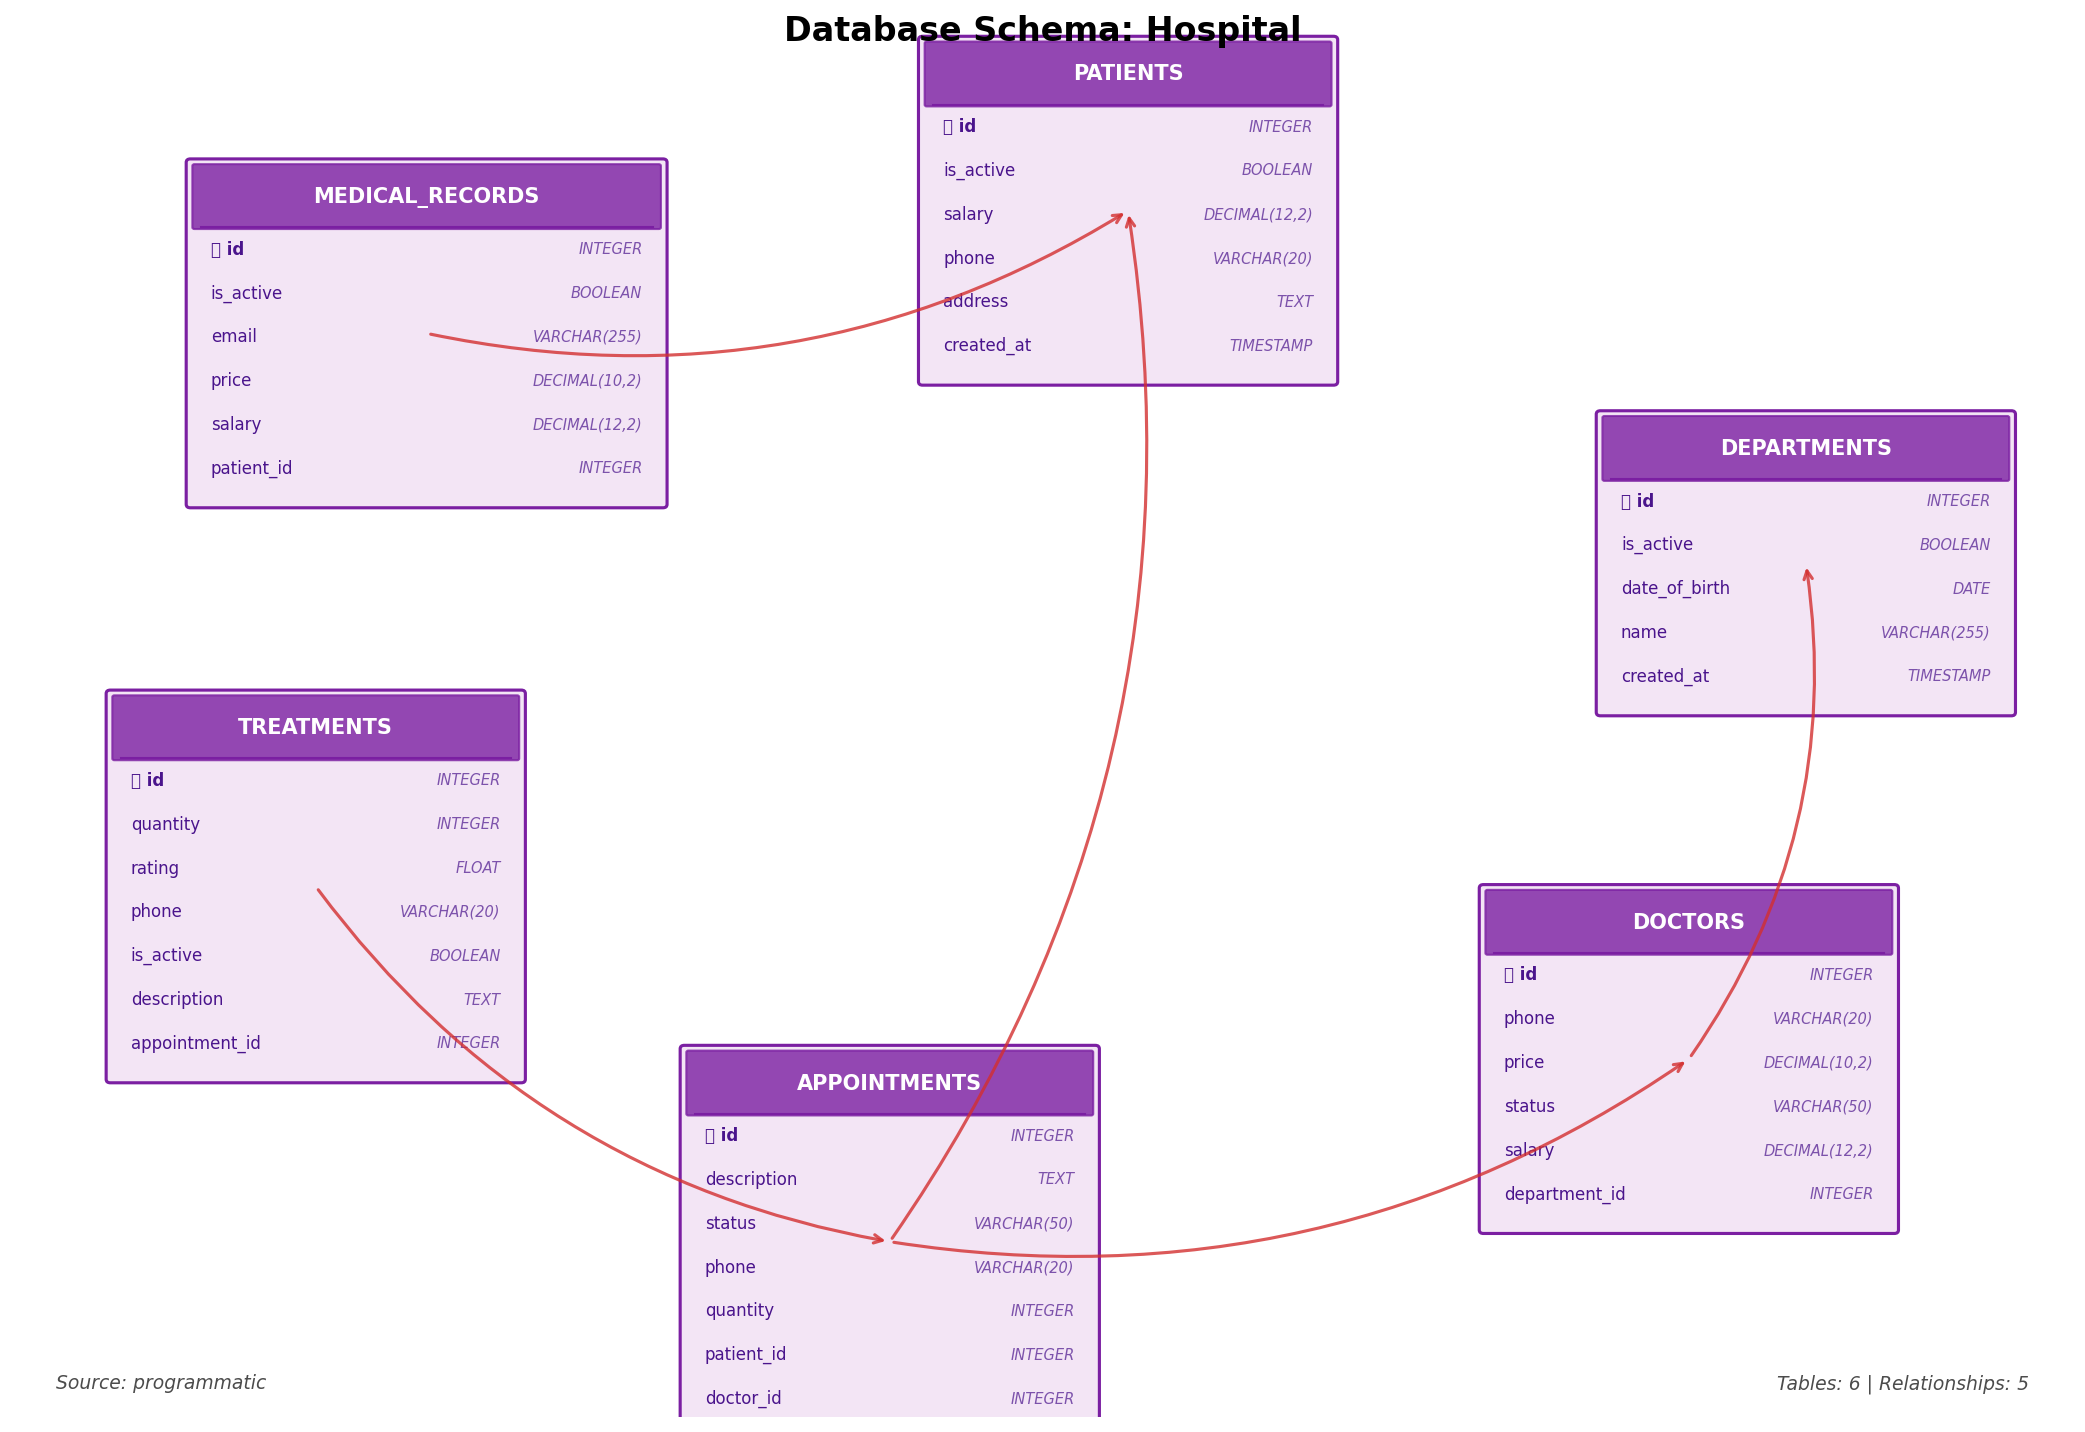 Database Schema: Hospital
PATIENTS
id INTEGER
is_active BOOLEAN
salary DECIMAL(12,2)
phone VARCHAR(20)
address TEXT
created_at TIMESTAMP
MEDICAL_RECORDS
id INTEGER
is_active BOOLEAN
email VARCHAR(255)
price DECIMAL(10,2)
salary DECIMAL(12,2)
patient_id INTEGER
DEPARTMENTS
id INTEGER
is_active BOOLEAN
date_of_birth DATE
name VARCHAR(255)
created_at TIMESTAMP
TREATMENTS
id INTEGER
quantity INTEGER
rating FLOAT
phone VARCHAR(20)
is_active BOOLEAN
description TEXT
appointment_id INTEGER
DOCTORS
id INTEGER
phone VARCHAR(20)
price DECIMAL(10,2)
status VARCHAR(50)
salary DECIMAL(12,2)
department_id INTEGER
APPOINTMENTS
id INTEGER
description TEXT
status VARCHAR(50)
phone VARCHAR(20)
quantity INTEGER
patient_id INTEGER
doctor_id INTEGER
Source: programmatic
Tables: 6 | Relationships: 5